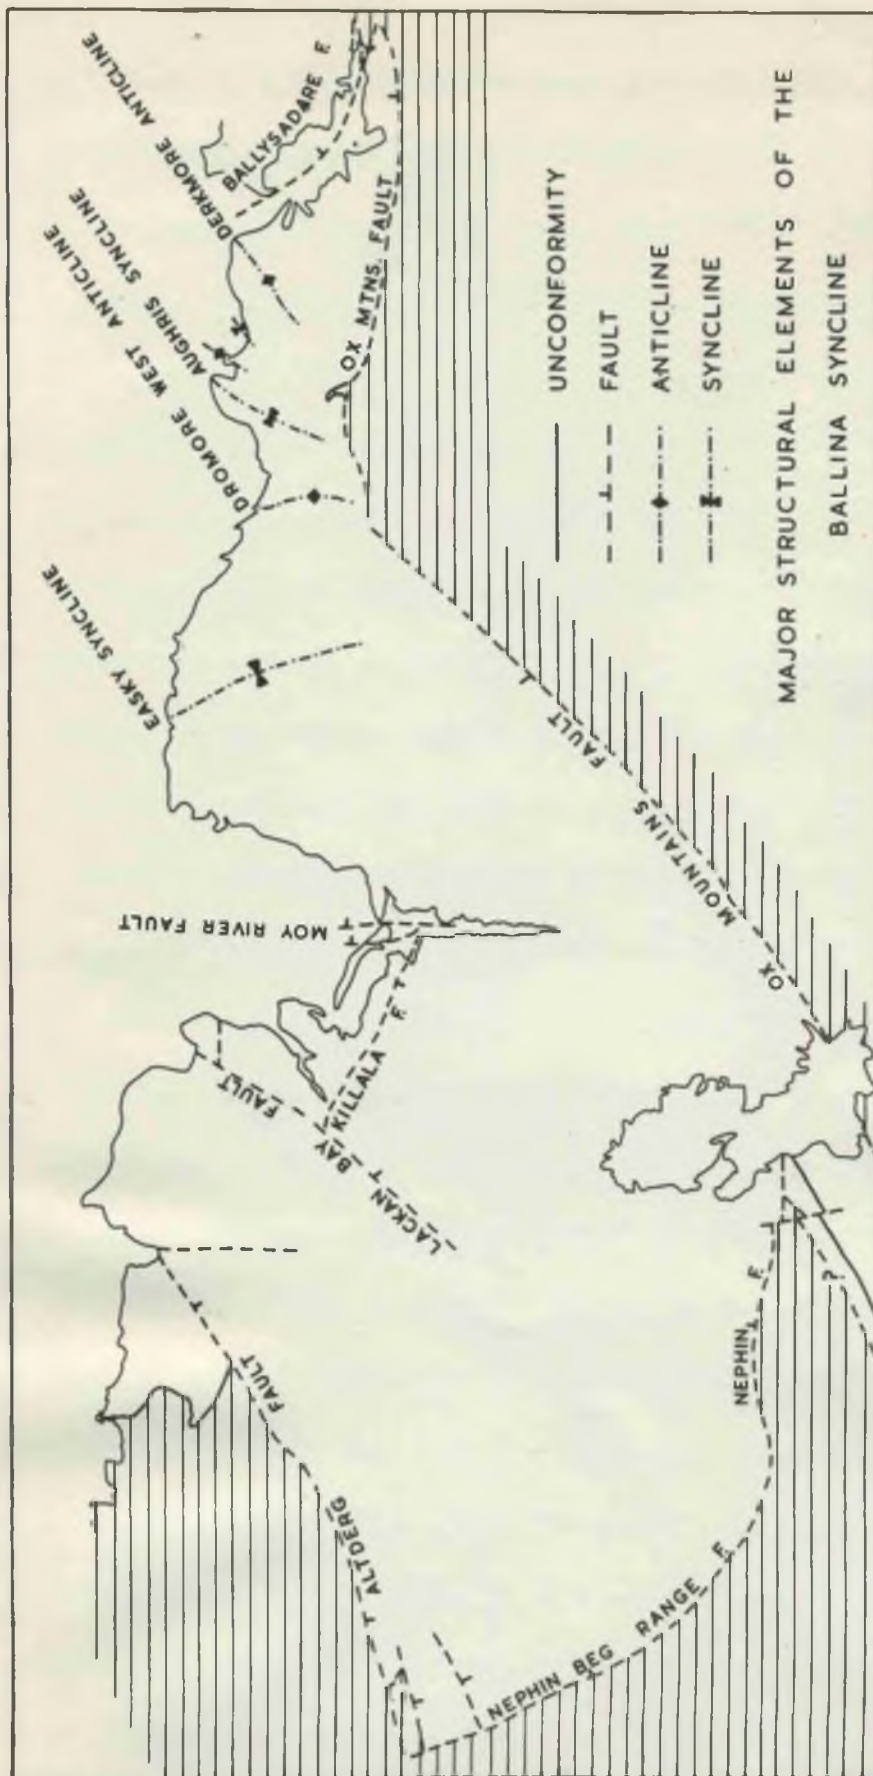 DERKMORE ANTICLINE
BALLYSADARE F.
AUGHRIS SYNCLINE
DROMORE WEST ANTICLINE
EASKY SYNCLINE
OX MTNS. FAULT
MOY RIVER FAULT
KILLALA F.
LACKAN BAY FAULT
OX MOUNTAINS FAULT
ALTDERG FAULT
NEPHIN BEG RANGE F.
NEPHIN F.
?
UNCONFORMITY
FAULT
ANTICLINE
SYNCLINE
MAJOR STRUCTURAL ELEMENTS OF THE
BALLINA SYNCLINE